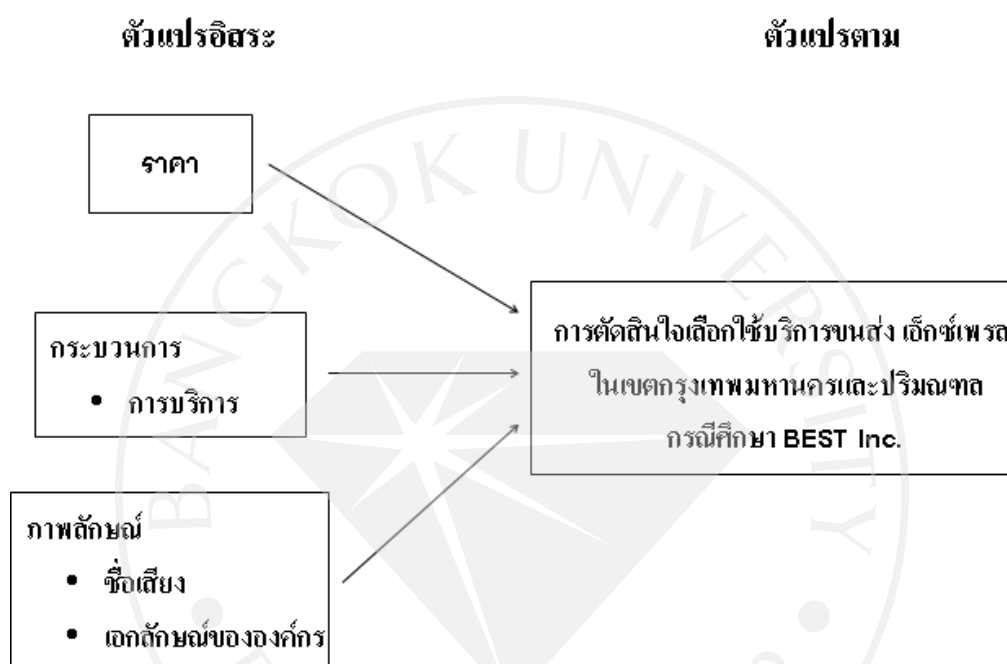 ตัวแปรอิสระ
ตัวแปรตาม
ราคา
กระบวนการ
• การบริการ
ภาพลักษณ์
• ชื่อเสียง
• เอกลักษณ์ขององค์กร
การตัดสินใจเลือกใช้บริการขนส่ง เอ็กซ์เพรส
ในเขตกรุงเทพมหานครและปริมณฑล
กรณีศึกษา BEST Inc.
BANGKOK UNIVERSITY